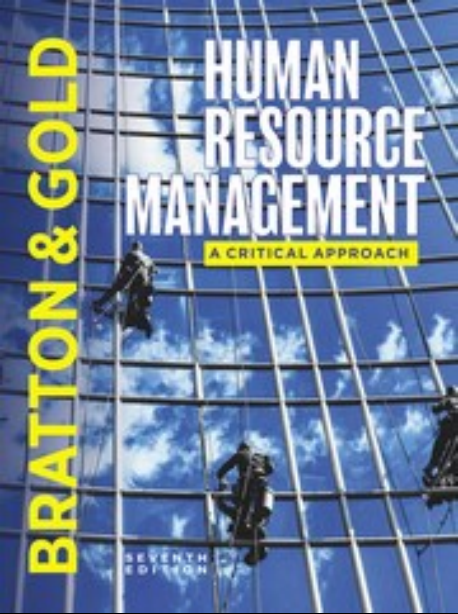 BRATTON & GOLD
HUMAN
RESOURCE
MANAGEMENT
A CRITICAL APPROACH
SEVENTH
EDITION